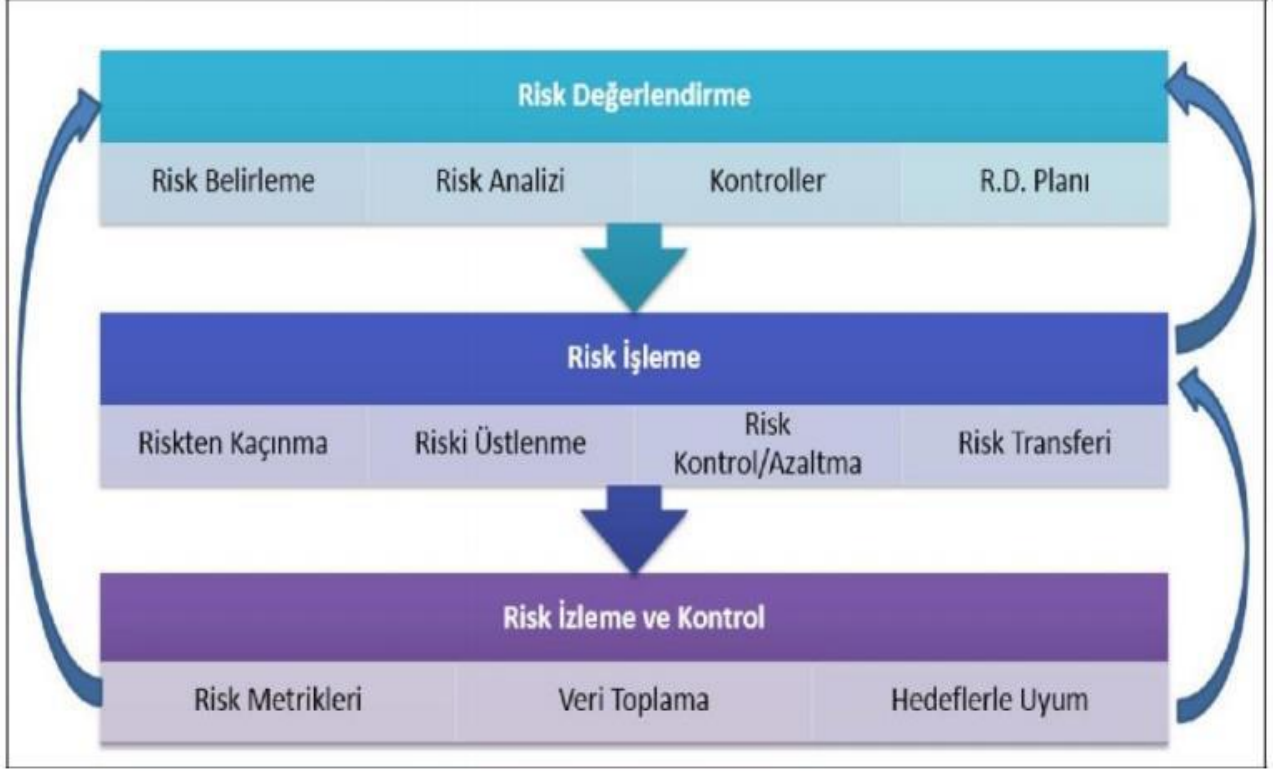 Risk Değerlendirme
Risk Belirleme
Risk Analizi
Kontroller
R.D. Planı
Risk İşleme
Riskten Kaçınma
Riski Üstlenme
Risk
Kontrol/Azaltma
Risk Transferi
Risk İzleme ve Kontrol
Risk Metrikleri
Veri Toplama
Hedeflerle Uyum